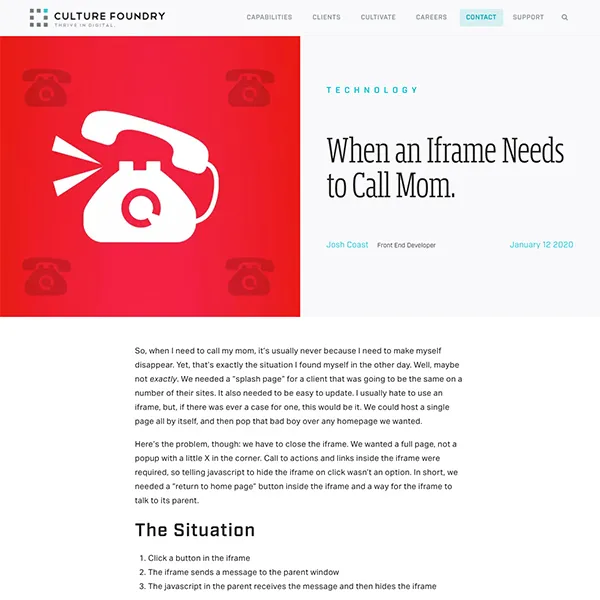 CULTURE FOUNDRY
THRIVE IN DIGITAL.
CAPABILITIES CLIENTS CULTIVATE CAREERS CONTACT SUPPORT
TECHNOLOGY
When an Iframe Needs
to Call Mom.
Josh Coast Front End Developer January 12 2020
So, when I need to call my mom, it's usually never because I need to make myself
disappear. Yet, that's exactly the situation I found myself in the other day. Well, maybe
not exactly. We needed a "splash page" for a client that was going to be the same on a
number of their sites. It also needed to be easy to update. I usually hate to use an
iframe, but, if there was ever a case for one, this would be it. We could host a single
page all by itself, and then pop that bad boy over any homepage we wanted.
Here's the problem, though: we have to close the iframe. We wanted a full page, not a
popup with a little X in the corner. Call to actions and links inside the iframe were
required, so telling javascript to hide the iframe on click wasn't an option. In short, we
needed a "return to home page" button inside the iframe and a way for the iframe to
talk to its parent.
The Situation
1. Click a button in the iframe
2. The iframe sends a message to the parent window
3. The javascript in the parent receives the message and then hides the iframe